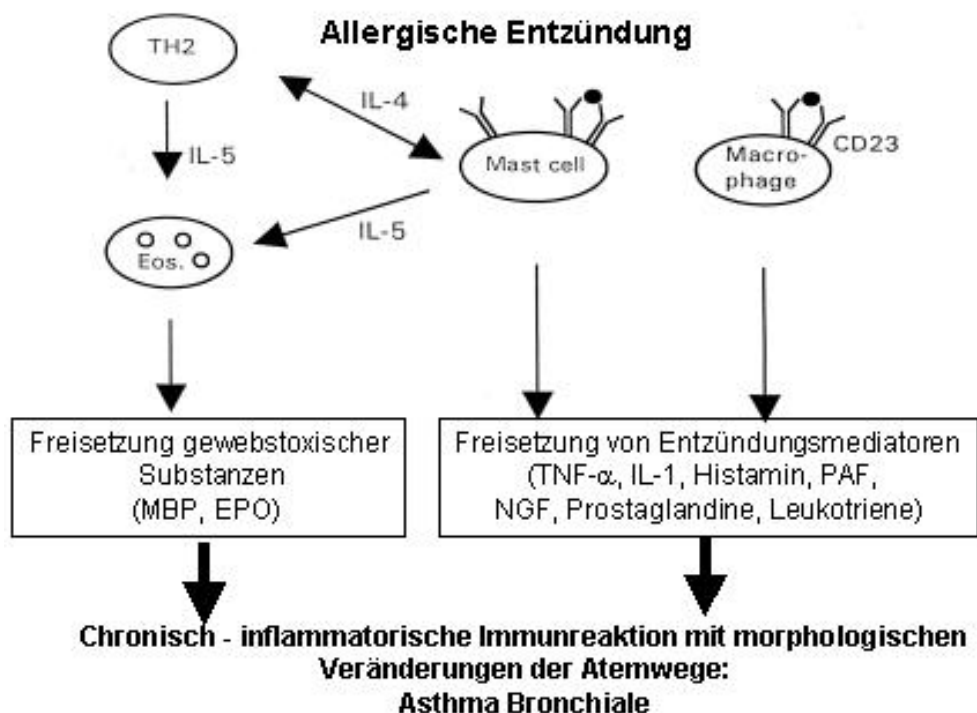 Allergische Entzündung
TH2
IL-4
IL-5
Mast cell
Macro-
phage
CD23
IL-5
Eos.
Freisetzung gewebstoxischer
Substanzen
(MBP, EPO)
Freisetzung von Entzündungsmediatoren
(TNF-α, IL-1, Histamin, PAF,
NGF, Prostaglandine, Leukotriene)
Chronisch - inflammatorische Immunreaktion mit morphologischen
Veränderungen der Atemwege:
Asthma Bronchiale